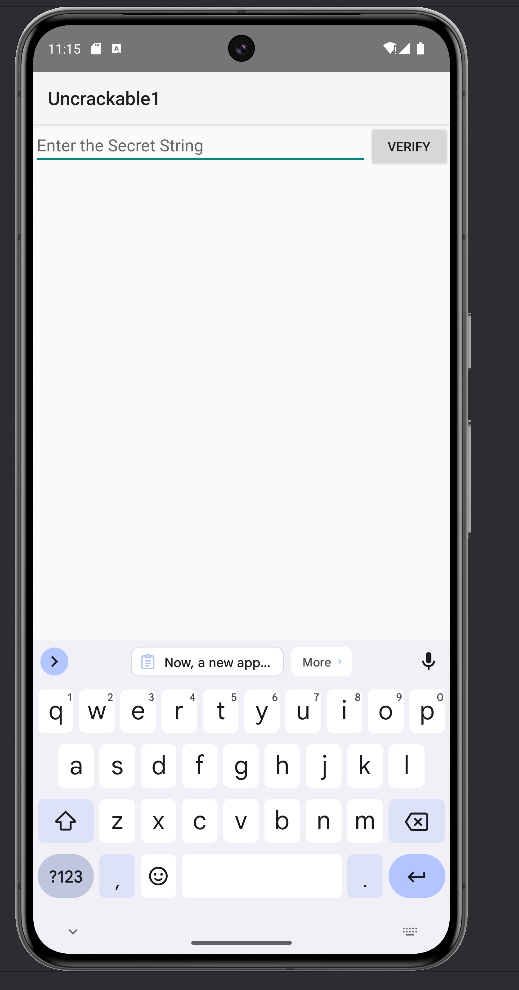 11:15 A
Uncrackable1
Enter the Secret String VERIFY
Now, a new app... More
q 1 w 2 e 3 r 4 t 5 y 6 u 7 i 8 o 9 p 0
a s d f g h j k l
z x c v b n m
?123 , .